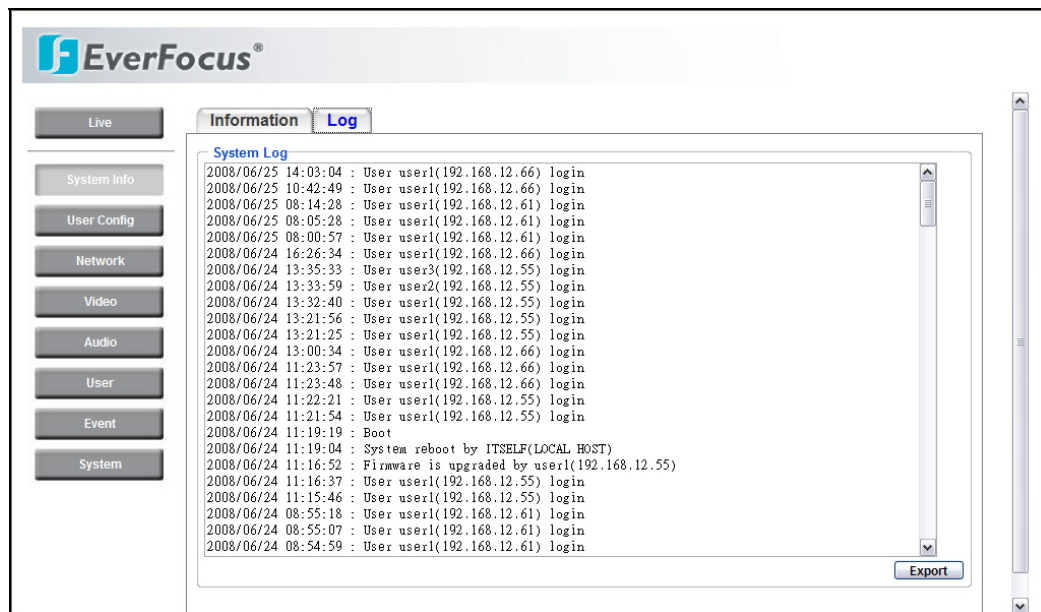 EverFocus®
Live
System Info
User Config
Network
Video
Audio
User
Event
System
Information
Log
System Log
2008/06/25 14:03:04 : User user1(192.168.12.66) login
2008/06/25 10:42:49 : User user1(192.168.12.66) login
2008/06/25 08:14:28 : User user1(192.168.12.61) login
2008/06/25 08:05:28 : User user1(192.168.12.61) login
2008/06/25 08:00:57 : User user1(192.168.12.61) login
2008/06/24 16:26:34 : User user1(192.168.12.66) login
2008/06/24 13:35:33 : User user3(192.168.12.55) login
2008/06/24 13:33:59 : User user2(192.168.12.55) login
2008/06/24 13:32:40 : User user1(192.168.12.55) login
2008/06/24 13:21:56 : User user1(192.168.12.55) login
2008/06/24 13:21:25 : User user1(192.168.12.55) login
2008/06/24 13:00:34 : User user1(192.168.12.66) login
2008/06/24 11:23:57 : User user1(192.168.12.66) login
2008/06/24 11:23:48 : User user1(192.168.12.66) login
2008/06/24 11:22:21 : User user1(192.168.12.55) login
2008/06/24 11:21:54 : User user1(192.168.12.55) login
2008/06/24 11:19:19 : Boot
2008/06/24 11:19:04 : System reboot by ITSELF(LOCAL HOST)
2008/06/24 11:16:52 : Firmware is upgraded by user1(192.168.12.55)
2008/06/24 11:16:37 : User user1(192.168.12.55) login
2008/06/24 11:15:46 : User user1(192.168.12.55) login
2008/06/24 08:55:18 : User user1(192.168.12.61) login
2008/06/24 08:55:07 : User user1(192.168.12.61) login
2008/06/24 08:54:59 : User user1(192.168.12.61) login
Export